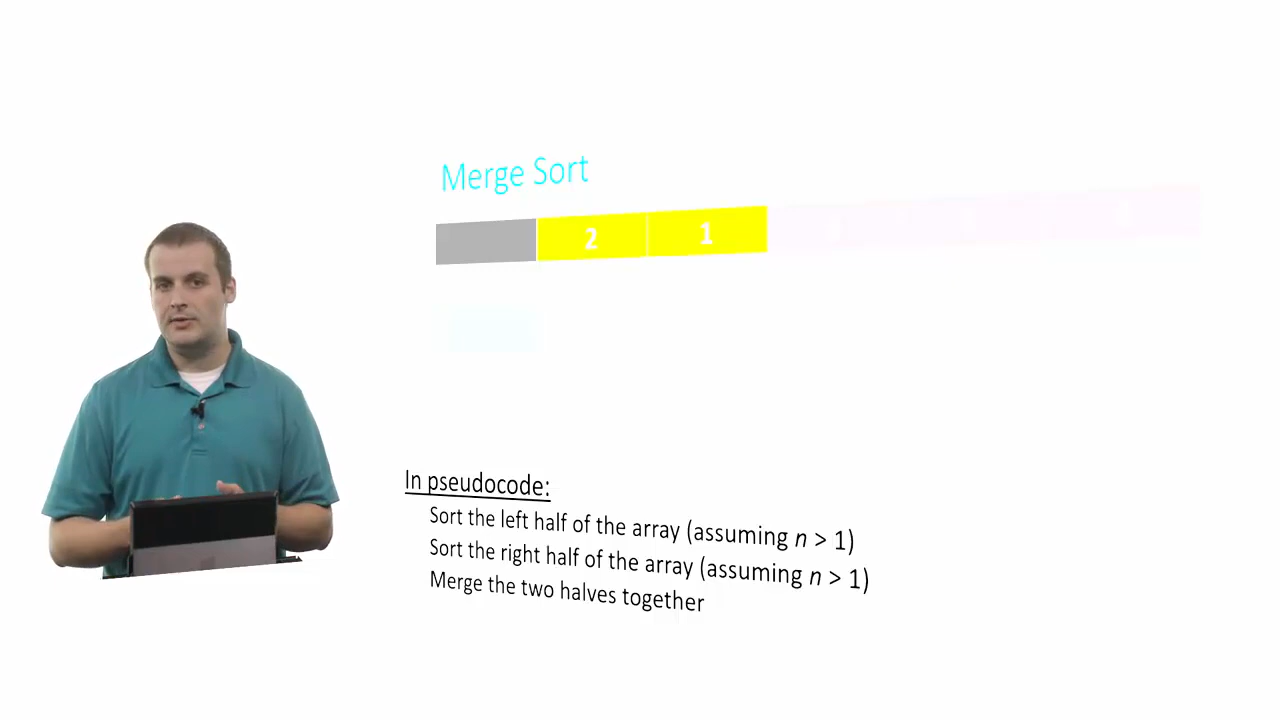 Merge Sort
2 1
In pseudocode:
Sort the left half of the array (assuming n > 1)
Sort the right half of the array (assuming n > 1)
Merge the two halves together